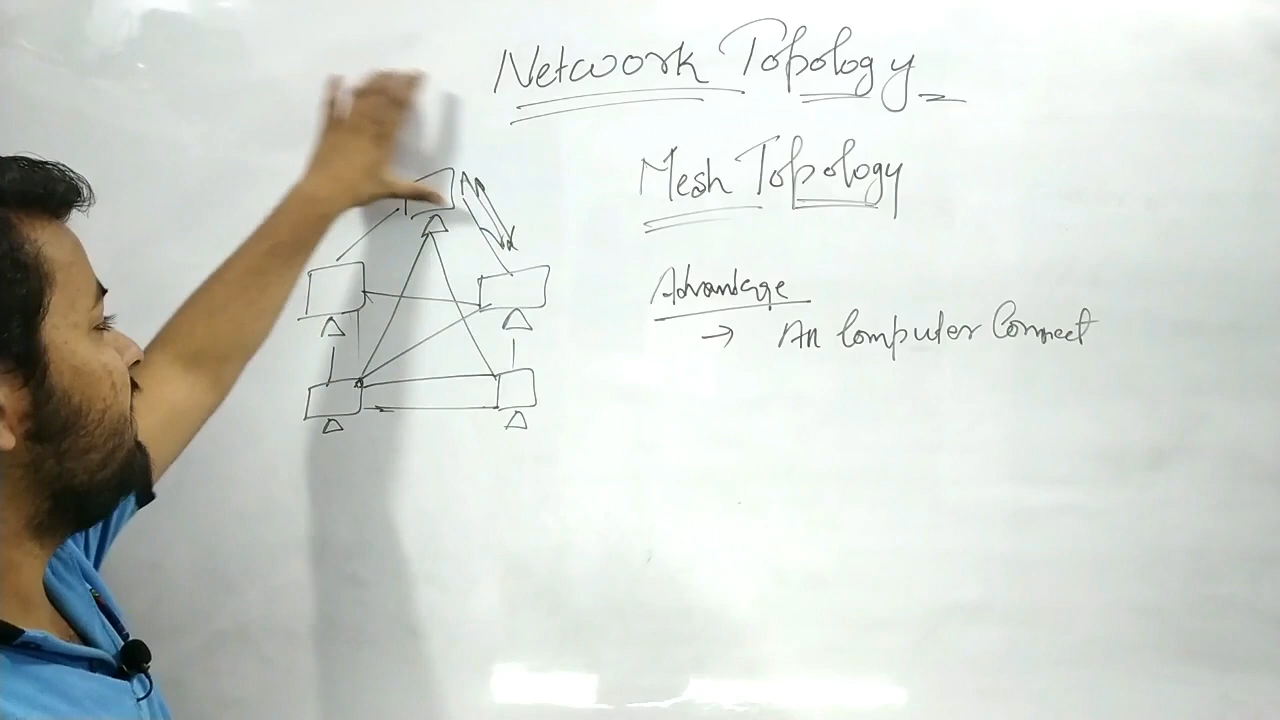 Network Topology
Mesh Topology
Advantage
→ All Computer Connect